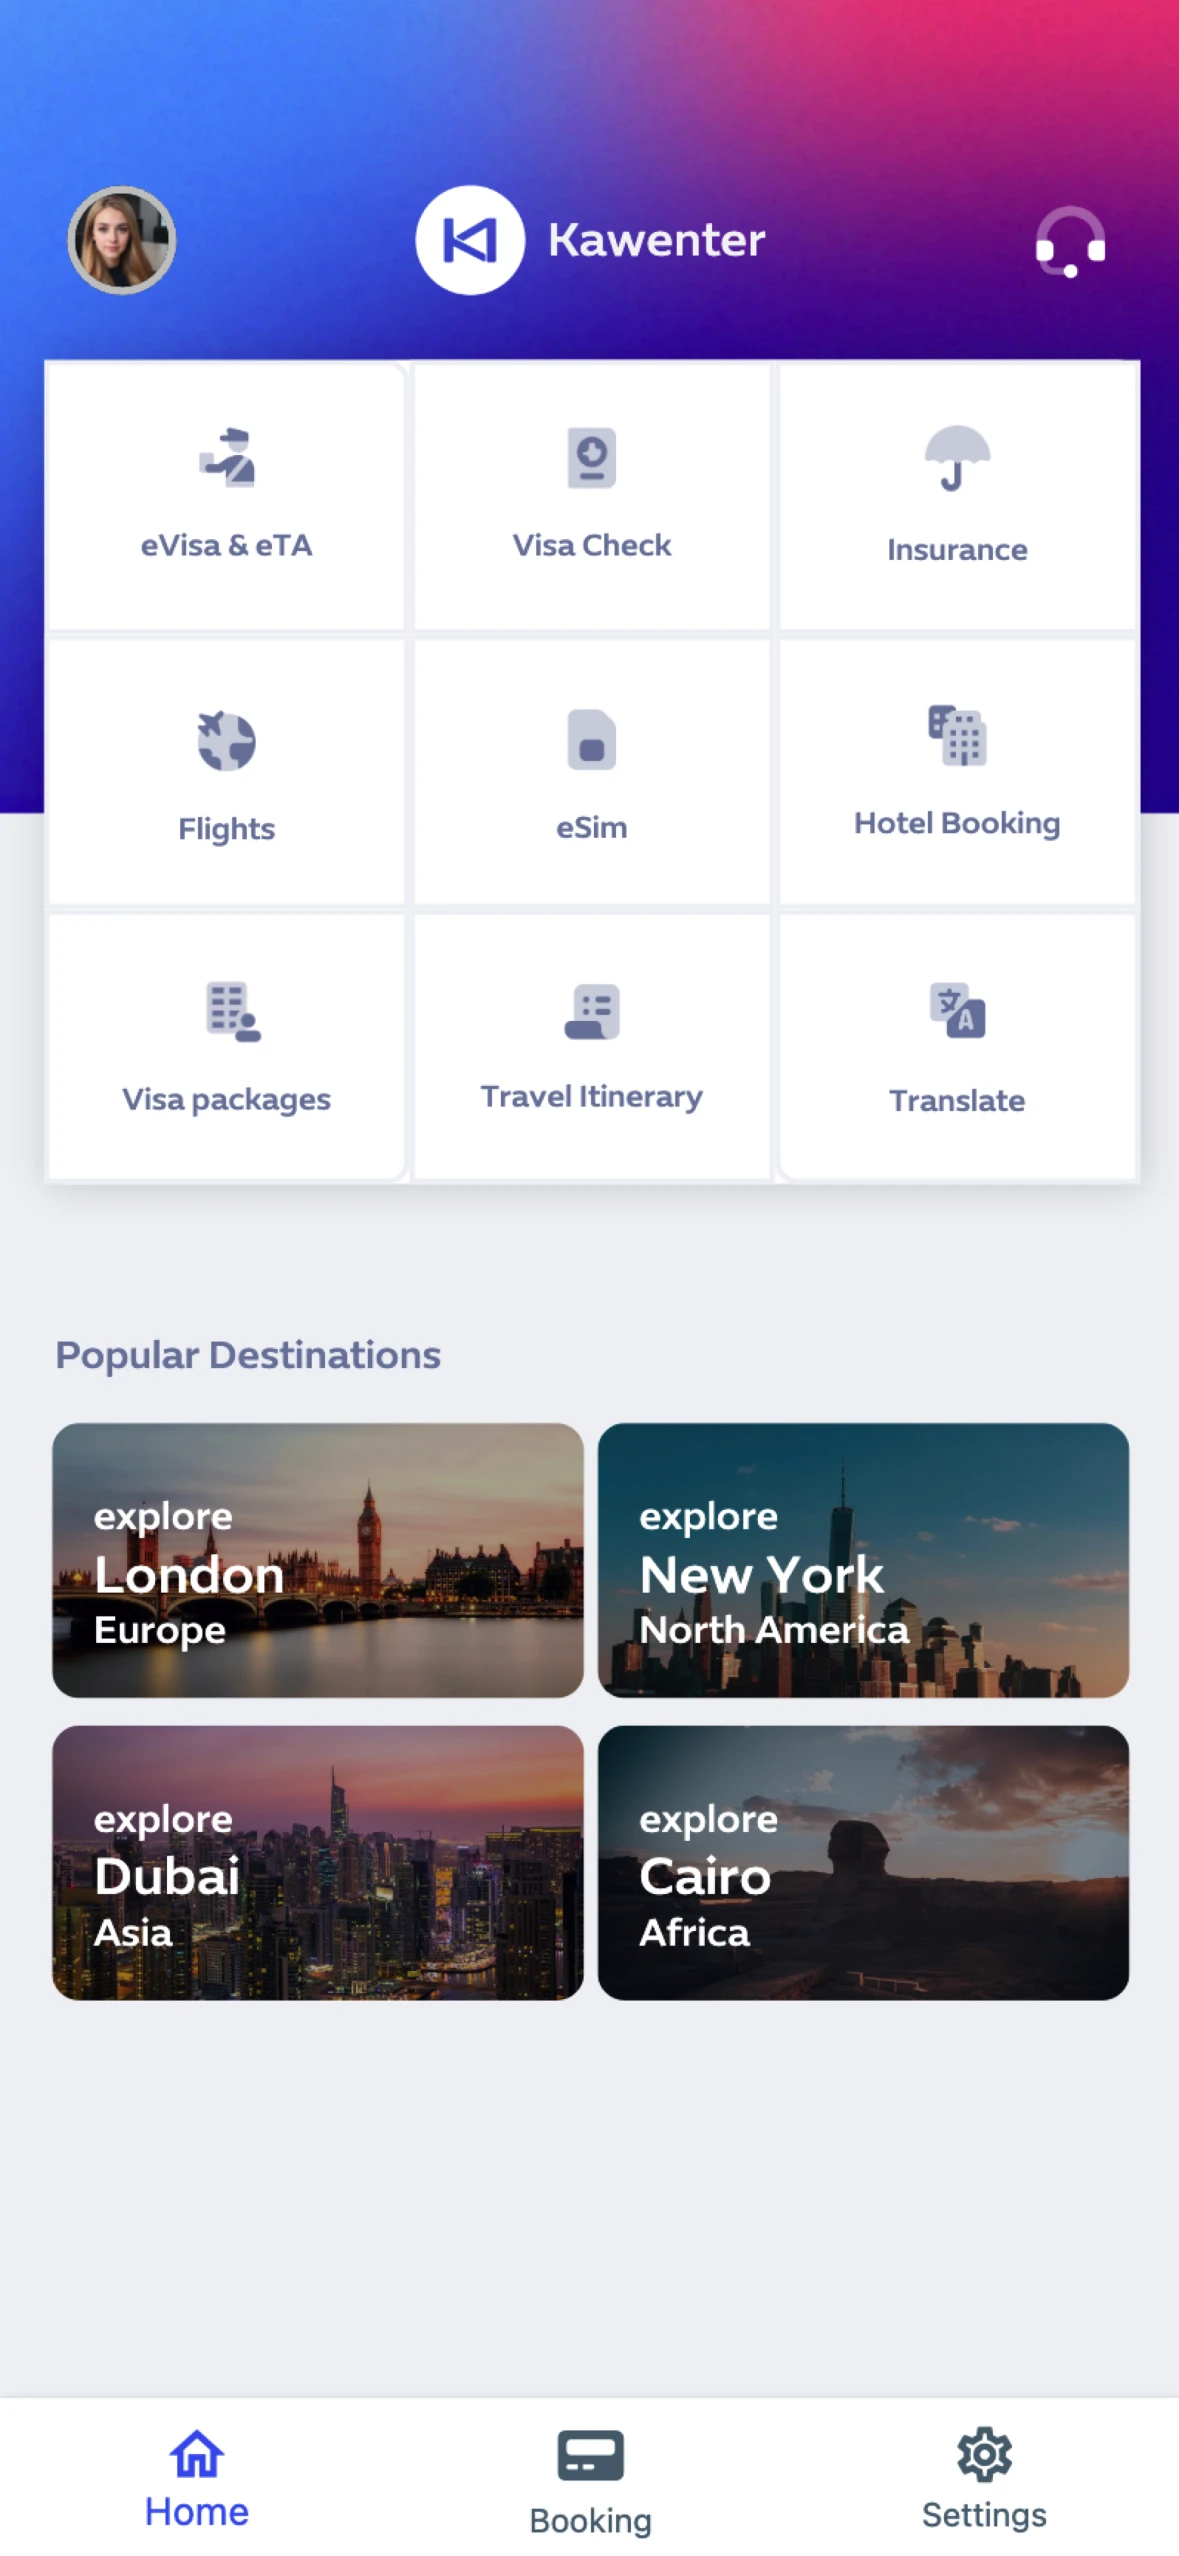 Kawenter
eVisa & eTA
Visa Check
Insurance
Flights
eSim
Hotel Booking
Visa packages
Travel Itinerary
Translate
Popular Destinations
explore
London
Europe
explore
New York
North America
explore
Dubai
Asia
explore
Cairo
Africa
Home
Booking
Settings